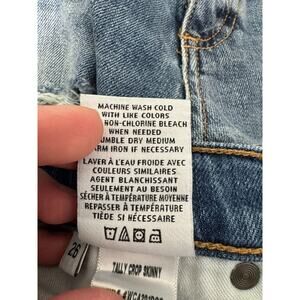 MACHINE WASH COLD
WITH LIKE COLORS
NON-CHLORINE BLEACH
WHEN NEEDED
TUMBLE DRY MEDIUM
WARM IRON IF NECESSARY
LAVER À L'EAU FROIDE AVEC
COULEURS SIMILAIRES
AGENT BLANCHISSANT
SEULEMENT AU BESOIN
SÉCHER À TEMPÉRATURE MOYENNE
REPASSER À TEMPÉRATURE
TIÈDE SI NÉCESSAIRE
26
TALLY CROP SKINNY